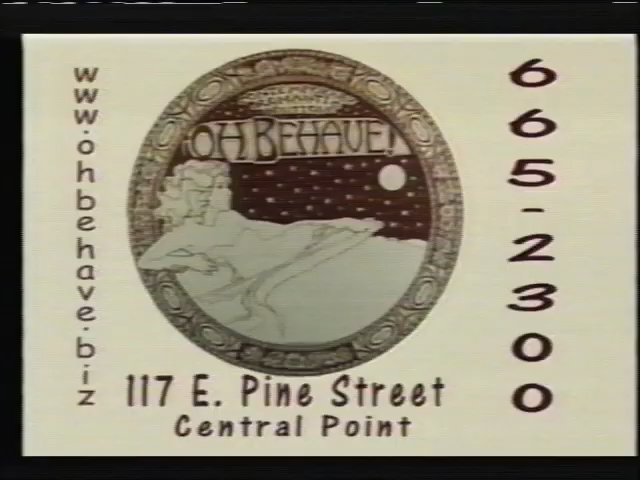 www.ohbehave.biz
OH BEHAVE!
665-2300
117 E. Pine Street
Central Point